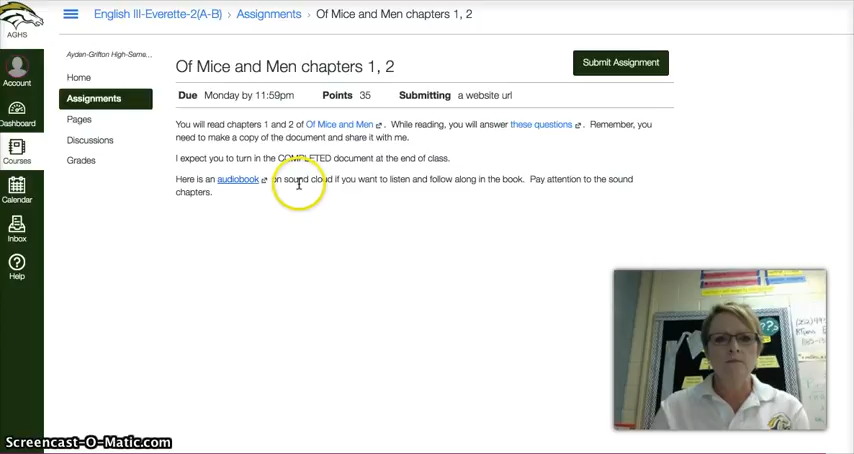 English III-Everette-2(A-B) › Assignments › Of Mice and Men chapters 1, 2
AGHS
Account
Dashboard
Courses
Calendar
Inbox
Help
Ayden-Grifton High-Seme...
Home
Assignments
Pages
Discussions
Grades
Of Mice and Men chapters 1, 2
Submit Assignment
Due Monday by 11:59pm Points 35 Submitting a website url
You will read chapters 1 and 2 of Of Mice and Men . While reading, you will answer these questions . Remember, you
need to make a copy of the document and share it with me.
I expect you to turn in the COMPLETED document at the end of class.
Here is an audiobook on sound cloud if you want to listen and follow along in the book. Pay attention to the sound
chapters.
???
Screencast-O-Matic.com